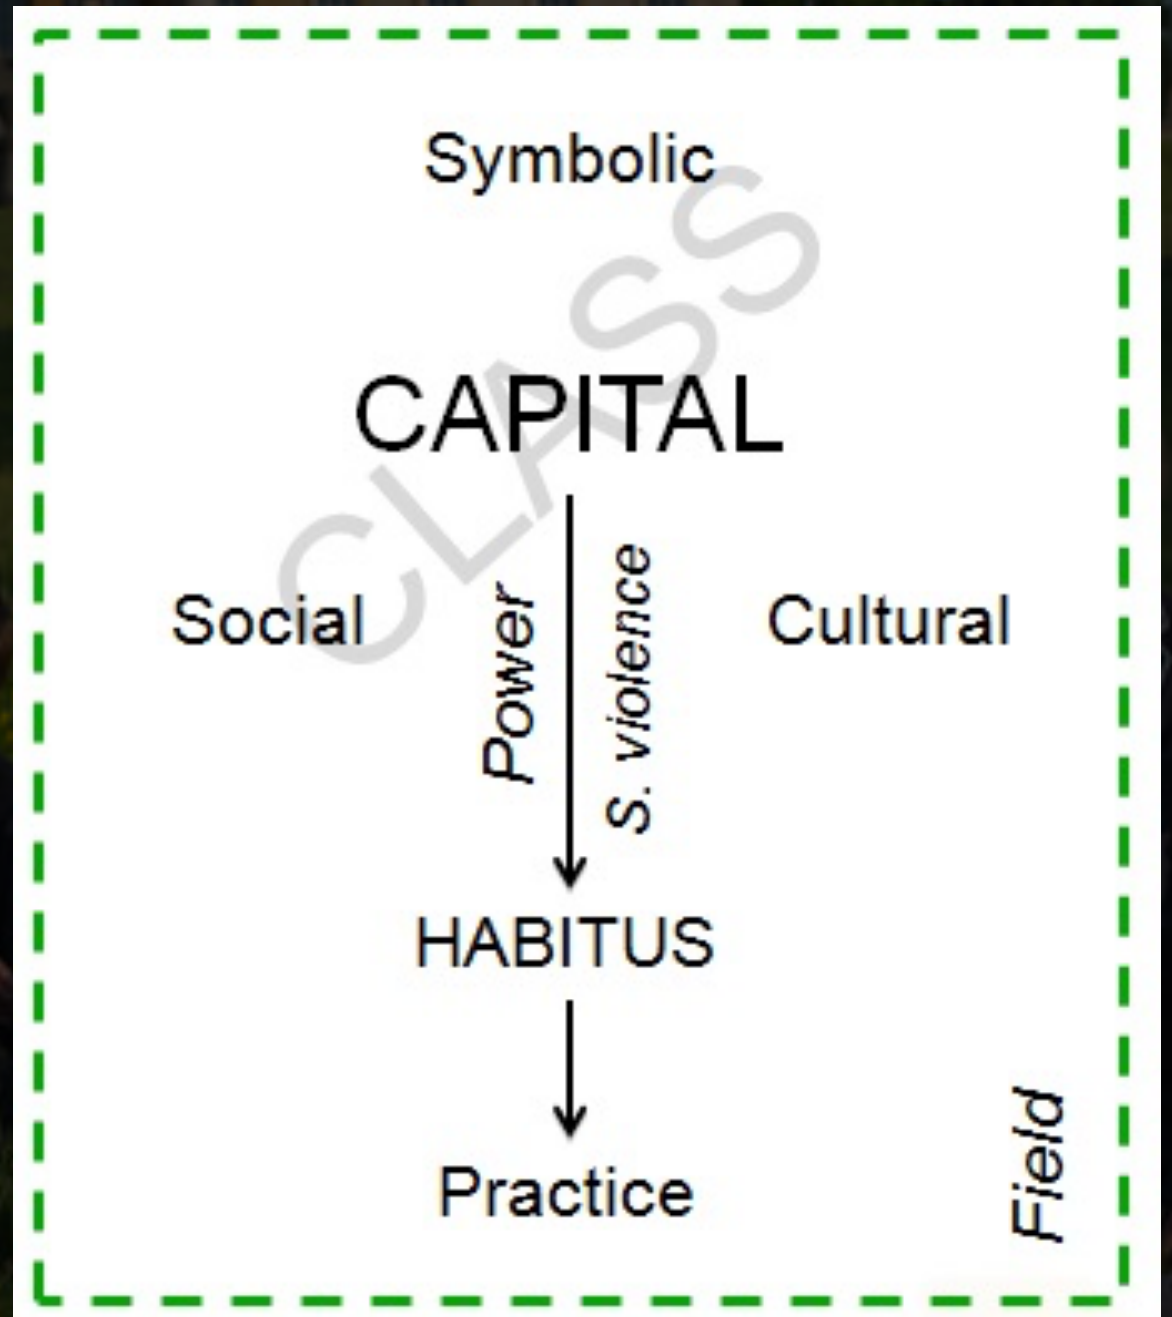 Symbolic
CLASS
CAPITAL
Social
Power
S. violence
Cultural
HABITUS
Practice
Field